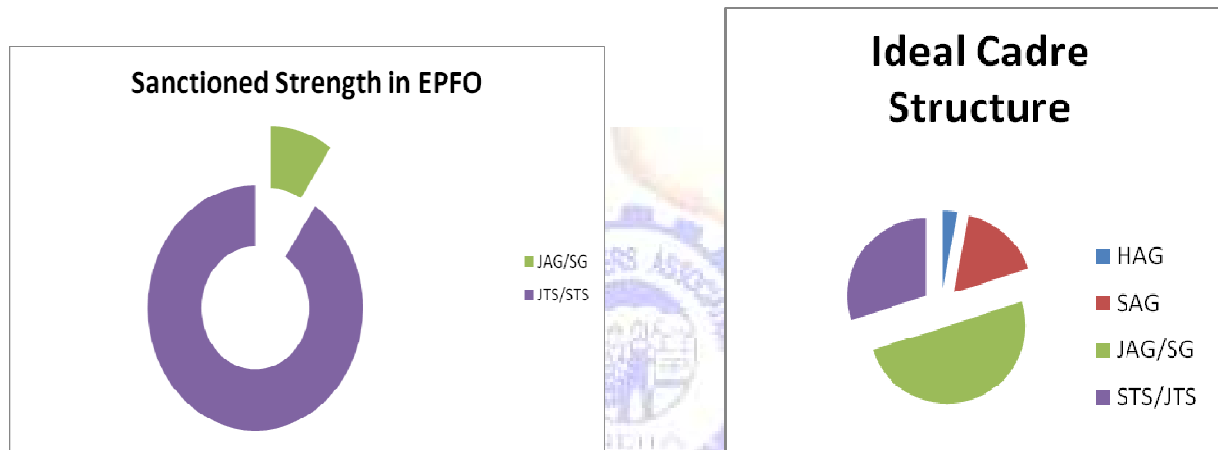 Sanctioned Strength in EPFO
JAG/SG
JTS/STS
Ideal Cadre
Structure
HAG
SAG
JAG/SG
STS/JTS